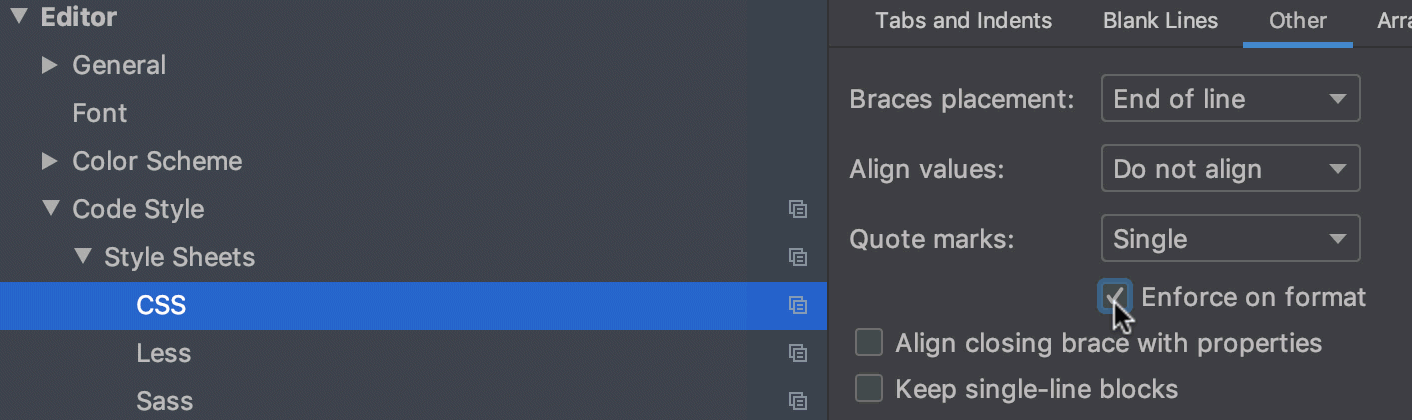 Editor
General
Font
Color Scheme
Code Style
Style Sheets
CSS
Less
Sass
Tabs and Indents
Blank Lines
Other
Braces placement: End of line
Align values: Do not align
Quote marks: Single
Enforce on format
Align closing brace with properties
Keep single-line blocks